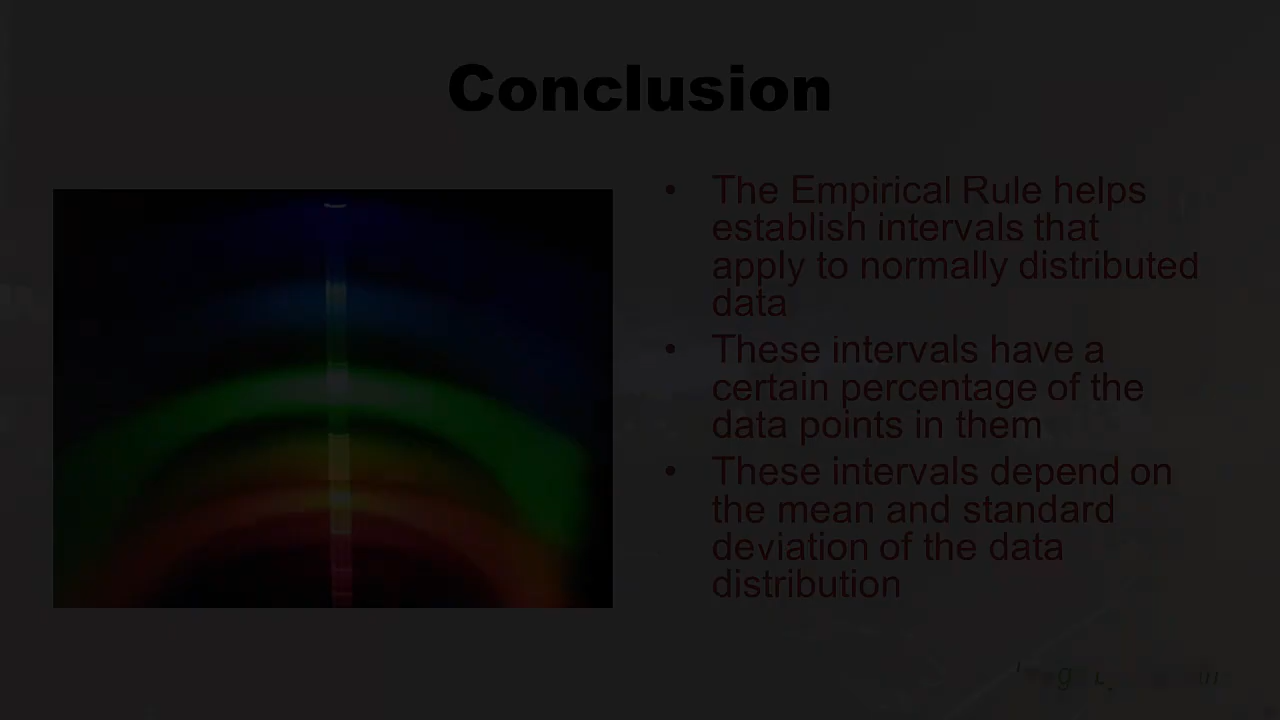 Conclusion
• The Empirical Rule helps
establish intervals that
apply to normally distributed
data
• These intervals have a
certain percentage of the
data points in them
• These intervals depend on
the mean and standard
deviation of the data
distribution